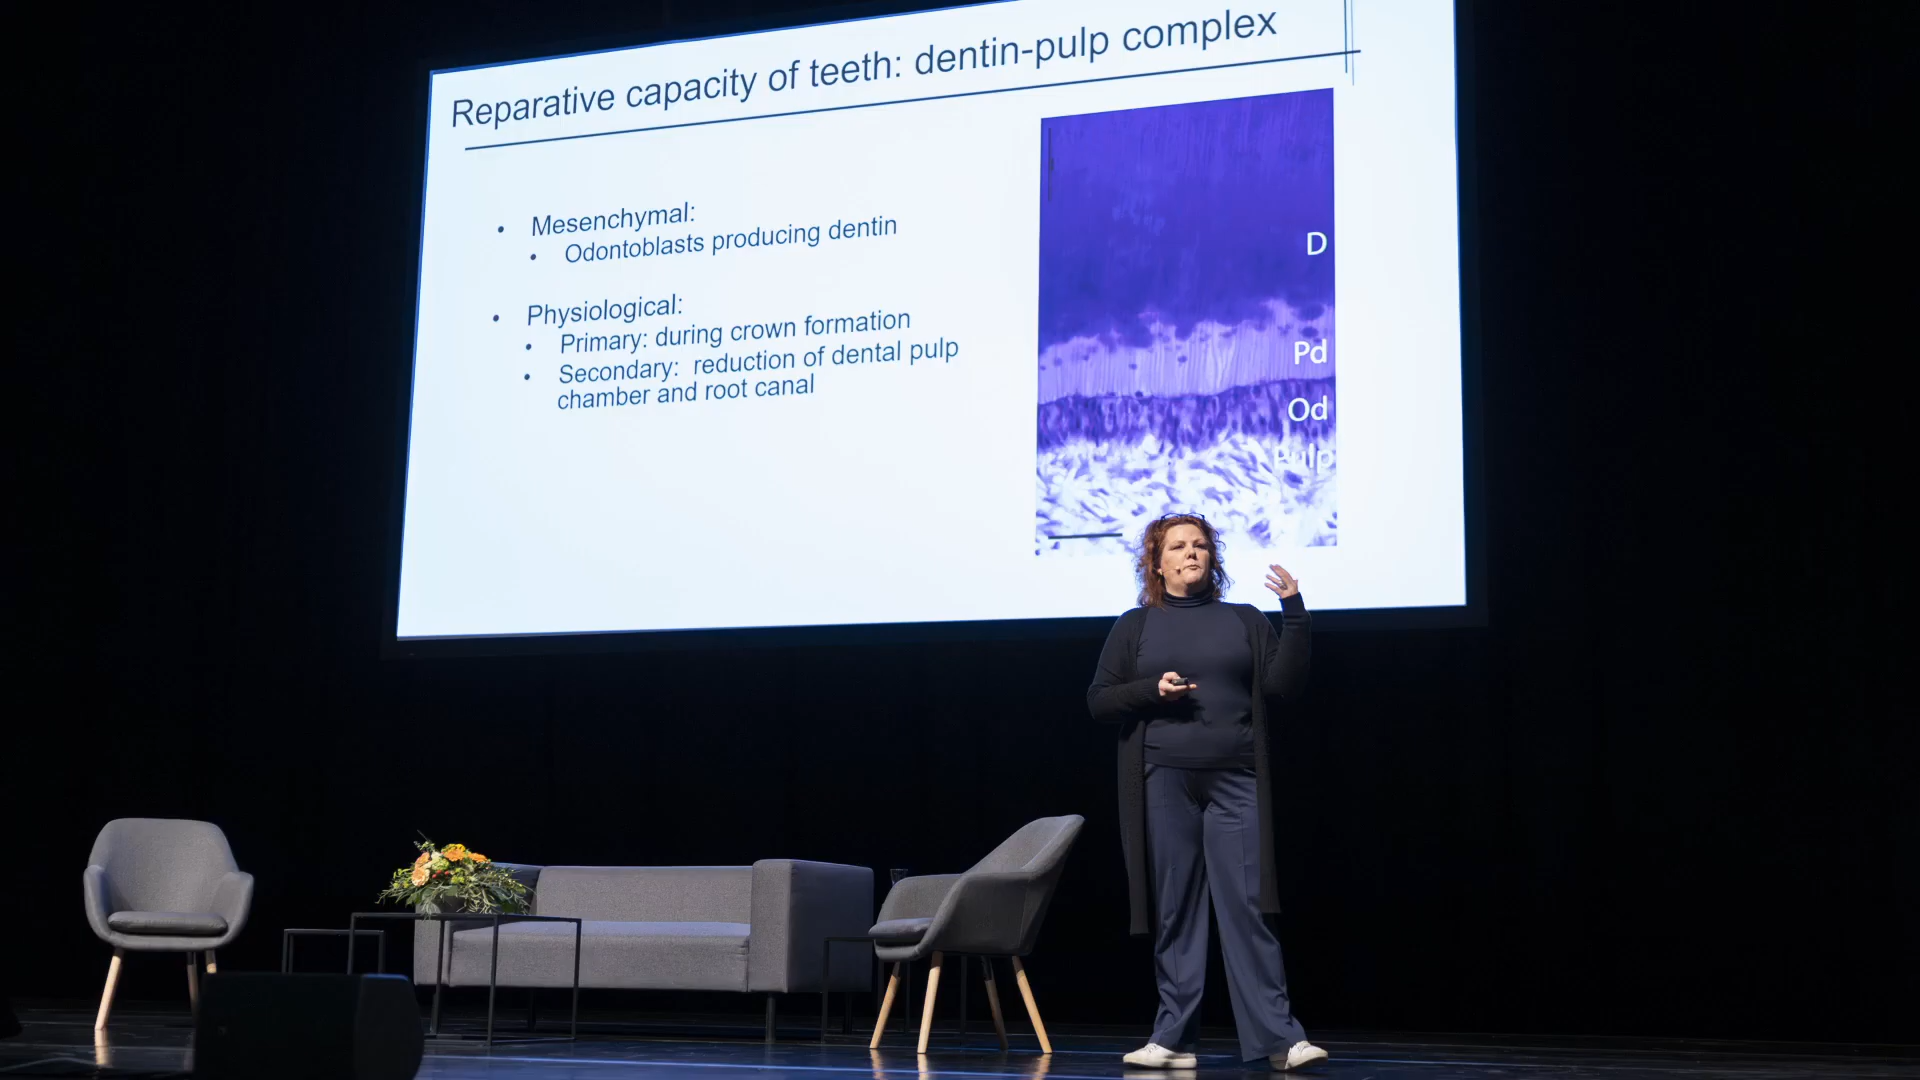 Reparative capacity of teeth: dentin-pulp complex
• Mesenchymal:
• Odontoblasts producing dentin
• Physiological:
• Primary: during crown formation
• Secondary: reduction of dental pulp
chamber and root canal
D
Pd
Od
Pulp